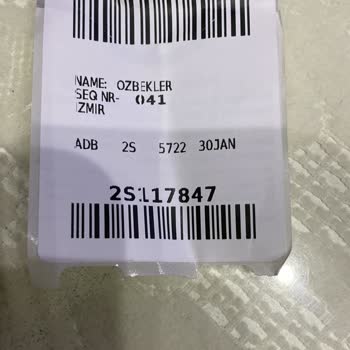 NAME: OZBEKLER
SEQ NR- 041
IZMIR
ADB 2S 5722 30JAN
2S117847